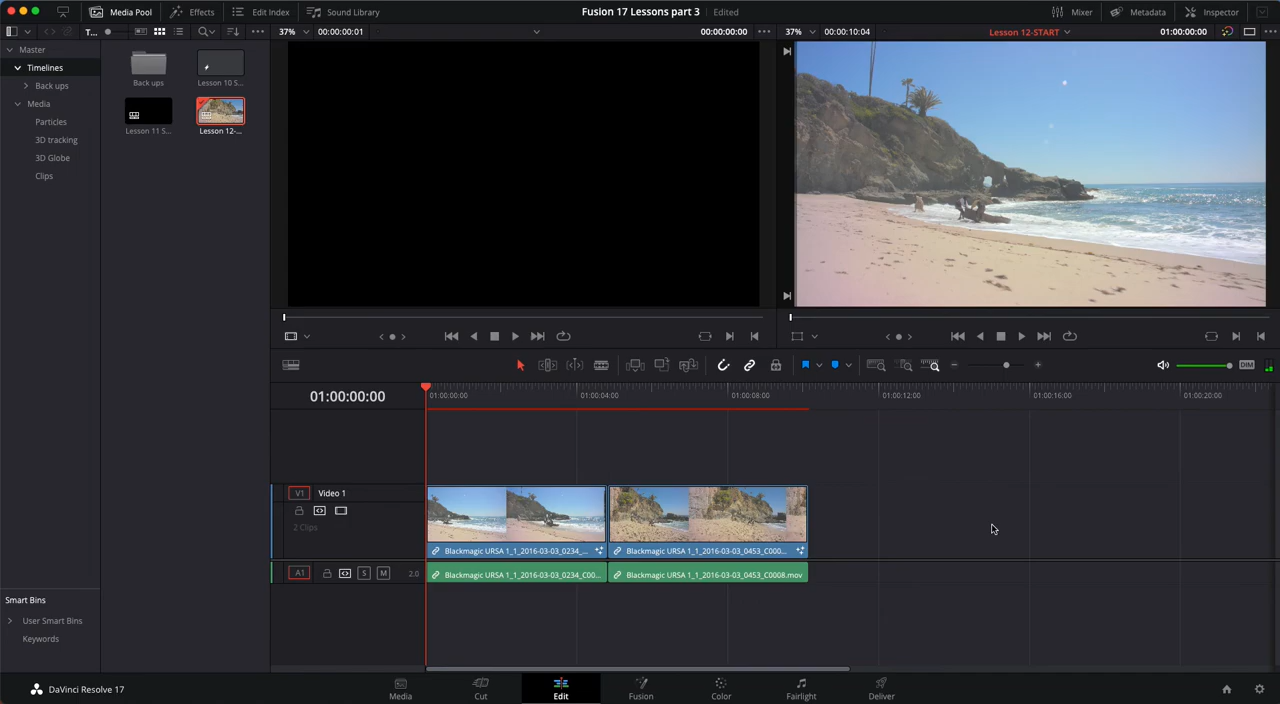 Media Pool Effects Edit Index Sound Library Fusion 17 Lessons part 3 Edited Mixer Metadata Inspector
T... 37% 00:00:00:01 00:00:00:00 37% 00:00:10:04 Lesson 12-START 01:00:00:00
Master
Timelines
Back ups
Media
Particles
3D tracking
3D Globe
Clips
Back ups Lesson 10 S...
Lesson 11 S... Lesson 12-...
DIM
01:00:00:00 01:00:00:00 01:00:04:00 01:00:08:00 01:00:12:00 01:00:16:00 01:00:20:00
V1 Video 1
2 Clips
Blackmagic URSA 1_1_2016-03-03_0234_... Blackmagic URSA 1_1_2016-03-03_0453_C000...
A1 S M 2.0 Blackmagic URSA 1_1_2016-03-03_0234_C00... Blackmagic URSA 1_1_2016-03-03_0453_C0008.mov
Smart Bins
User Smart Bins
Keywords
DaVinci Resolve 17 Media Cut Edit Fusion Color Fairlight Deliver